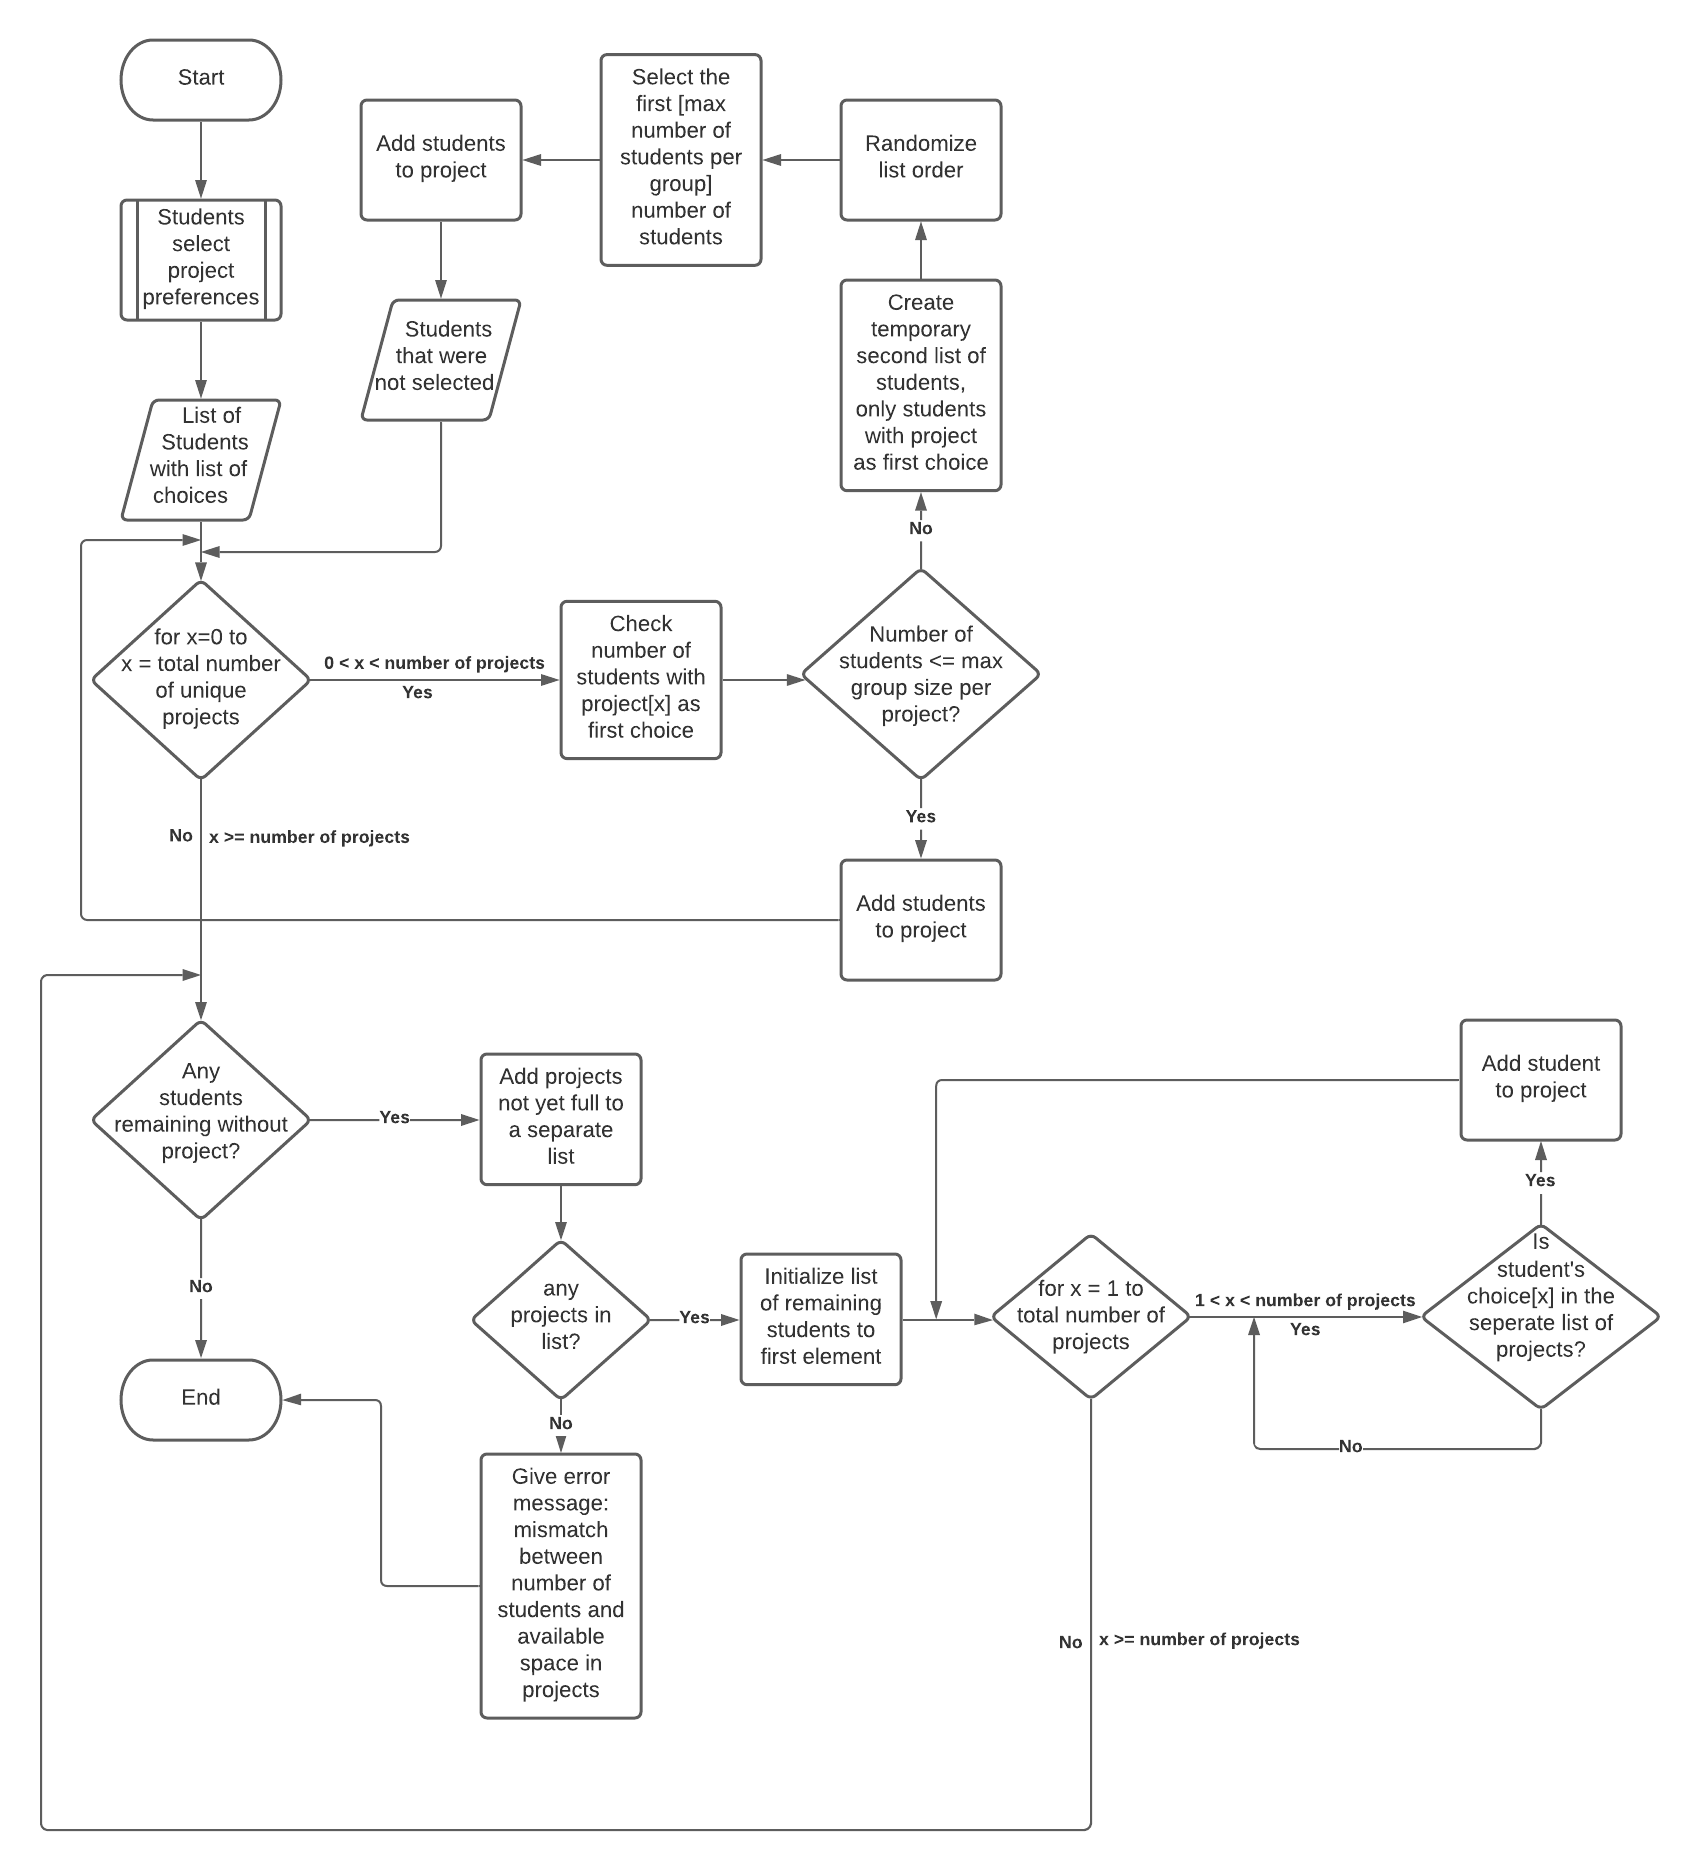 Start
Students
select
project
preferences
List of
Students
with list of
choices
Add students
to project
Select the
first [max
number of
students per
group]
number of
students
Randomize
list order
Students
that were
not selected
Create
temporary
second list of
students,
only students
with project
as first choice
No
for x=0 to
x = total number
of unique
projects
0 < x < number of projects
Yes
Check
number of
students with
project[x] as
first choice
Number of
students <= max
group size per
project?
Yes
No
x >= number of projects
Add students
to project
Any
students
remaining without
project?
Yes
Add projects
not yet full to
a separate
list
No
End
any
projects in
list?
Yes
Initialize list
of remaining
students to
first element
for x = 1 to
total number of
projects
1 < x < number of projects
Yes
Is
student's
choice[x] in the
seperate list of
projects?
Yes
Add student
to project
No
No
Give error
message:
mismatch
between
number of
students and
available
space in
projects
No
x >= number of projects